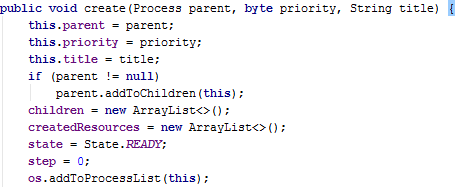 public void create(Process parent, byte priority, String title) {
this.parent = parent;
this.priority = priority;
this.title = title;
if (parent != null)
parent.addToChildren(this);
children = new ArrayList<>();
createdResources = new ArrayList<>();
state = State.READY;
step = 0;
os.addToProcessList(this);